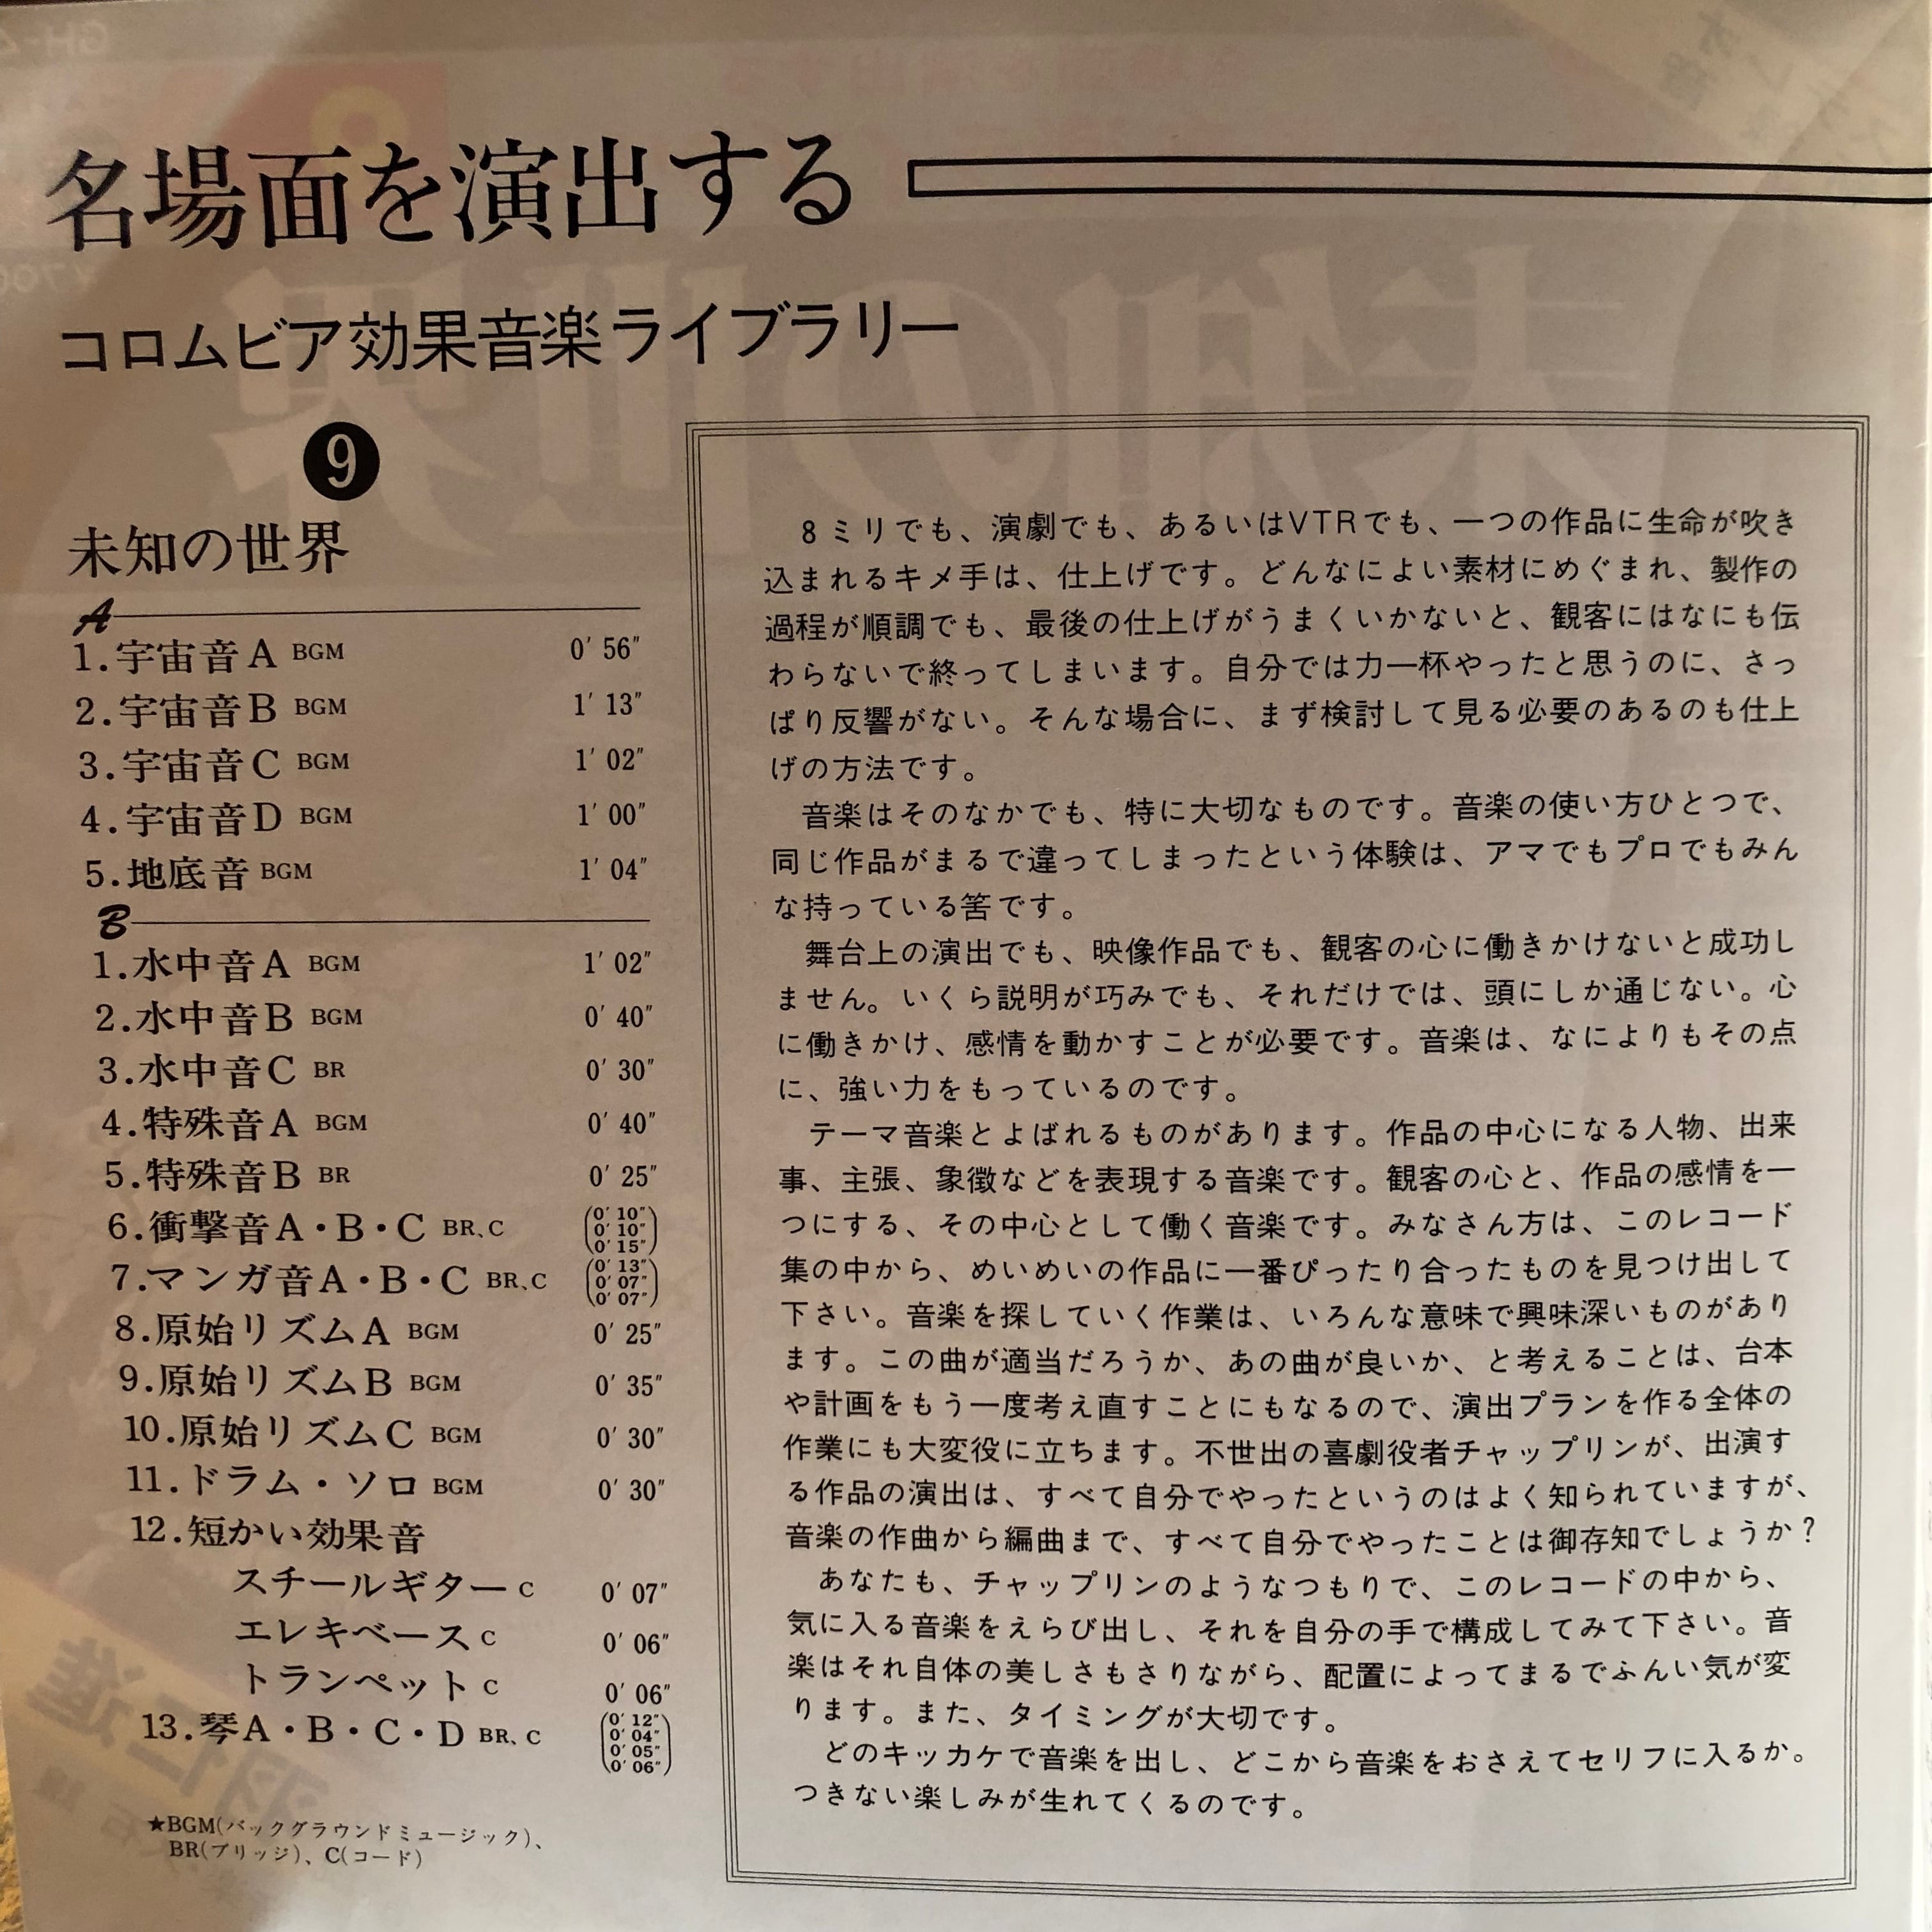 名場面を演出する
コロムビア効果音楽ライブラリー
9
未知の世界
A
1.宇宙音A BGM 0′56″
2.宇宙音B BGM 1′13″
3.宇宙音C BGM 1′02″
4.宇宙音D BGM 1′00″
5.地底音 BGM 1′04″
B
1.水中音A BGM 1′02″
2.水中音B BGM 0′40″
3.水中音C BR 0′30″
4.特殊音A BGM 0′40″
5.特殊音B BR 0′25″
6.衝撃音A・B・C BR、C (0′10″ 0′10″ 0′15″)
7.マンガ音A・B・C BR、C (0′13″ 0′07″ 0′07″)
8.原始リズムA BGM 0′25″
9.原始リズムB BGM 0′35″
10.原始リズムC BGM 0′30″
11.ドラム・ソロ BGM 0′30″
12.短かい効果音
スチールギター C 0′07″
エレキベース C 0′06″
トランペット C 0′06″
13.琴A・B・C・D BR、C (0′12″ 0′04″ 0′05″ 0′06″)
★BGM(バックグラウンドミュージック)、
BR(ブリッジ)、C(コード)
8ミリでも、演劇でも、あるいはVTRでも、一つの作品に生命が吹き
込まれるキメ手は、仕上げです。どんなによい素材にめぐまれ、製作の
過程が順調でも、最後の仕上げがうまくいかないと、観客にはなにも伝
わらないで終ってしまいます。自分では力一杯やったと思うのに、さっ
ぱり反響がない。そんな場合に、まず検討して見る必要のあるのも仕上
げの方法です。
音楽はそのなかでも、特に大切なものです。音楽の使い方ひとつで、
同じ作品がまるで違ってしまったという体験は、アマでもプロでもみん
な持っている筈です。
舞台上の演出でも、映像作品でも、観客の心に働きかけないと成功し
ません。いくら説明が巧みでも、それだけでは、頭にしか通じない。心
に働きかけ、感情を動かすことが必要です。音楽は、なによりもその点
に、強い力をもっているのです。
テーマ音楽とよばれるものがあります。作品の中心になる人物、出来
事、主張、象徴などを表現する音楽です。観客の心と、作品の感情を一
つにする、その中心として働く音楽です。みなさん方は、このレコード
集の中から、めいめいの作品に一番ぴったり合ったものを見つけ出して
下さい。音楽を探していく作業は、いろんな意味で興味深いものがあり
ます。この曲が適当だろうか、あの曲が良いか、と考えることは、台本
や計画をもう一度考え直すことにもなるので、演出プランを作る全体の
作業にも大変役に立ちます。不世出の喜劇役者チャップリンが、出演す
る作品の演出は、すべて自分でやったというのはよく知られていますが、
音楽の作曲から編曲まで、すべて自分でやったことは御存知でしょうか？
あなたも、チャップリンのようなつもりで、このレコードの中から、
気に入る音楽をえらび出し、それを自分の手で構成してみて下さい。音
楽はそれ自体の美しさもさりながら、配置によってまるでふんい気が変
ります。また、タイミングが大切です。
どのキッカケで音楽を出し、どこから音楽をおさえてセリフに入るか。
つきない楽しみが生れてくるのです。